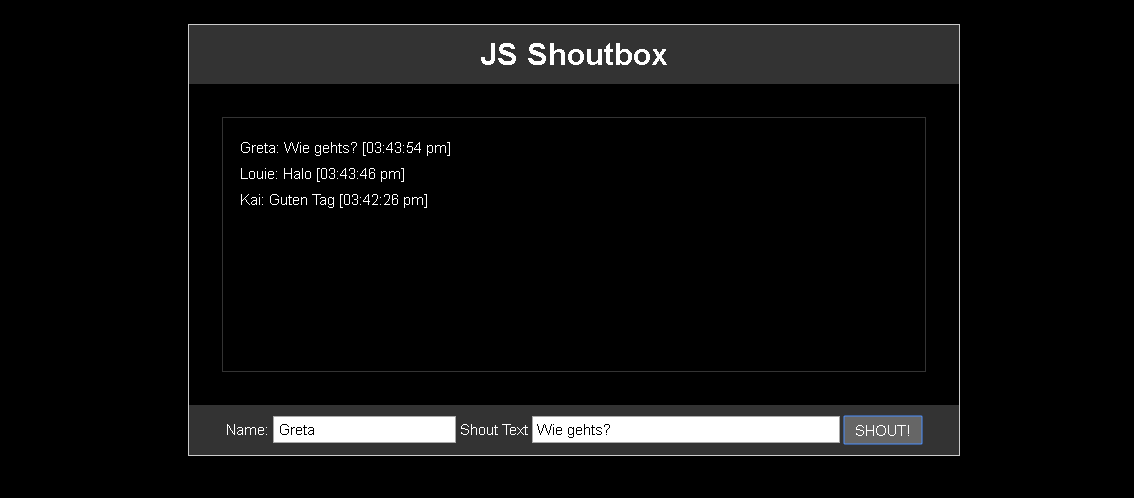 JS Shoutbox
Greta: Wie gehts? [03:43:54 pm]
Louie: Halo [03:43:46 pm]
Kai: Guten Tag [03:42:26 pm]
Name: Greta Shout Text Wie gehts? SHOUT!